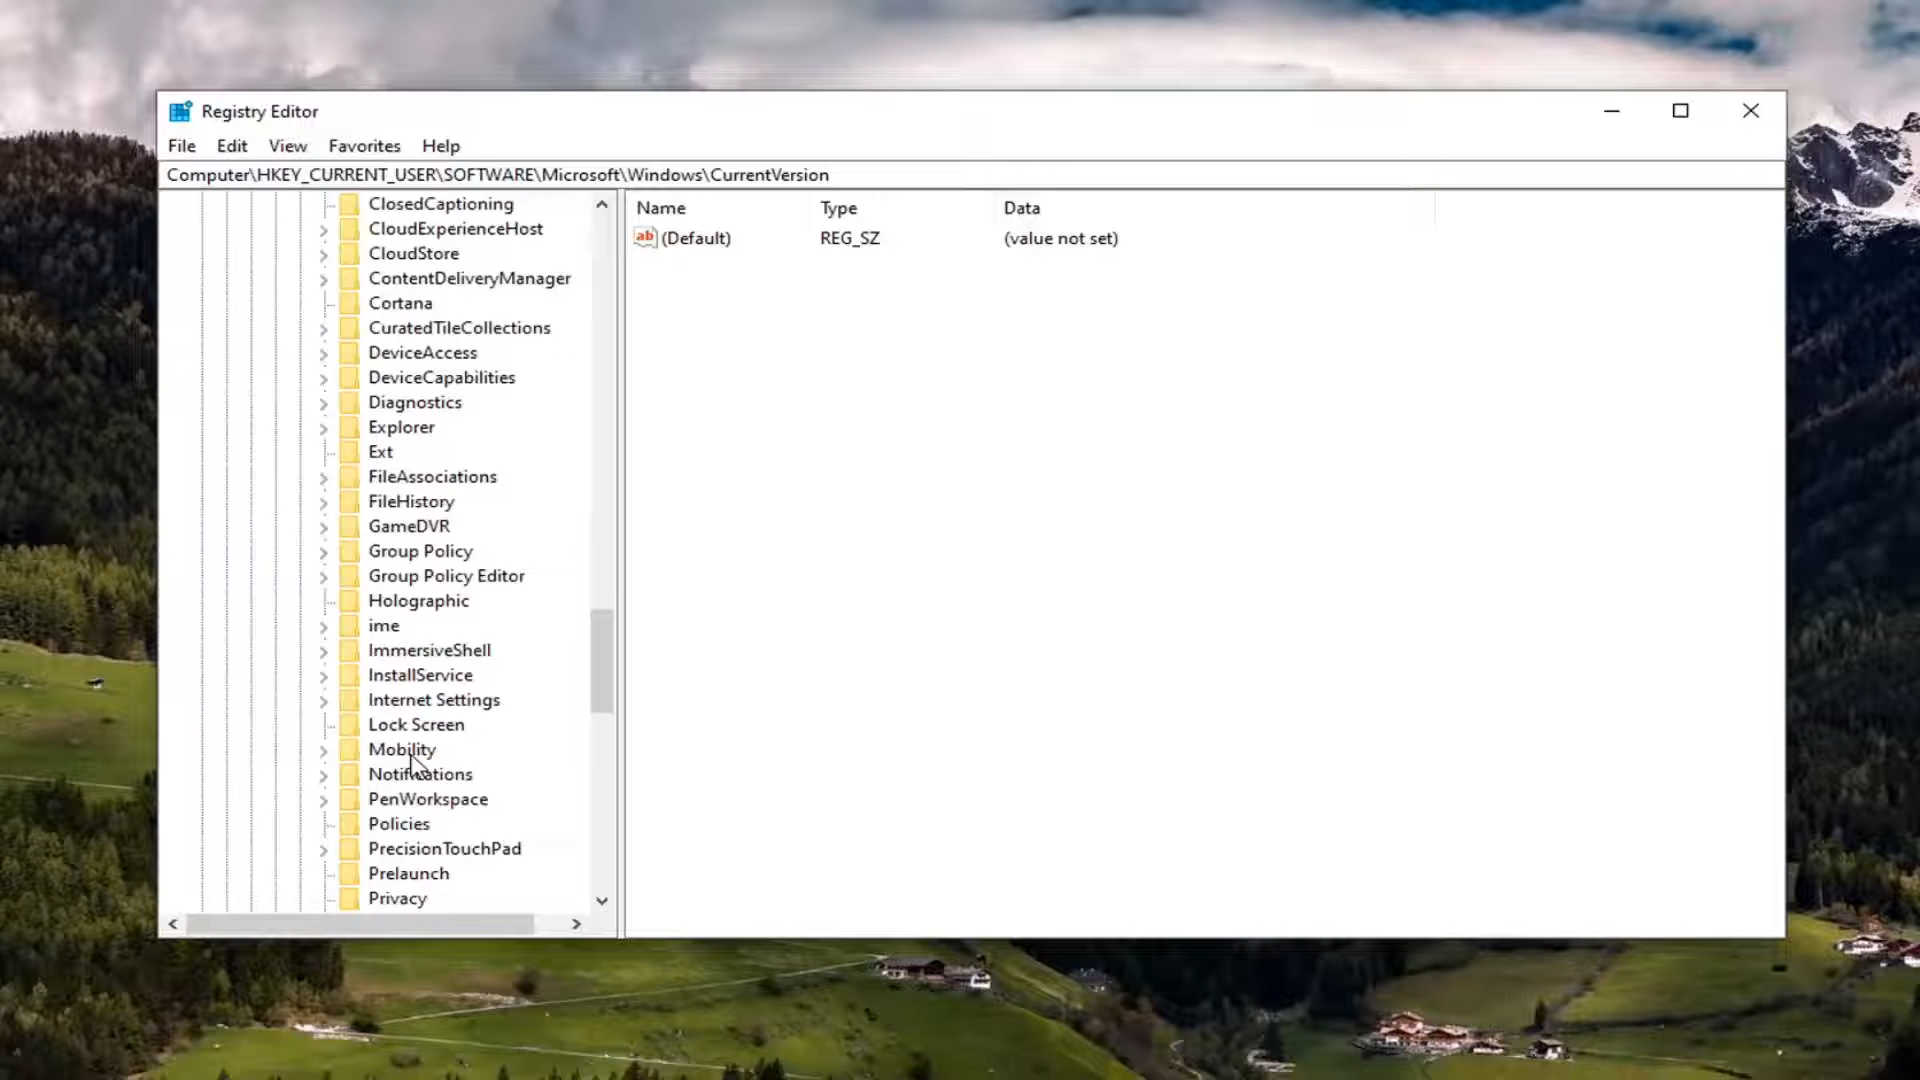 Registry Editor
File Edit View Favorites Help
Computer\HKEY_CURRENT_USER\SOFTWARE\Microsoft\Windows\CurrentVersion
ClosedCaptioning
CloudExperienceHost
CloudStore
ContentDeliveryManager
Cortana
CuratedTileCollections
DeviceAccess
DeviceCapabilities
Diagnostics
Explorer
Ext
FileAssociations
FileHistory
GameDVR
Group Policy
Group Policy Editor
Holographic
ime
ImmersiveShell
InstallService
Internet Settings
Lock Screen
Mobility
Notifications
PenWorkspace
Policies
PrecisionTouchPad
Prelaunch
Privacy
Name Type Data
ab (Default) REG_SZ (value not set)